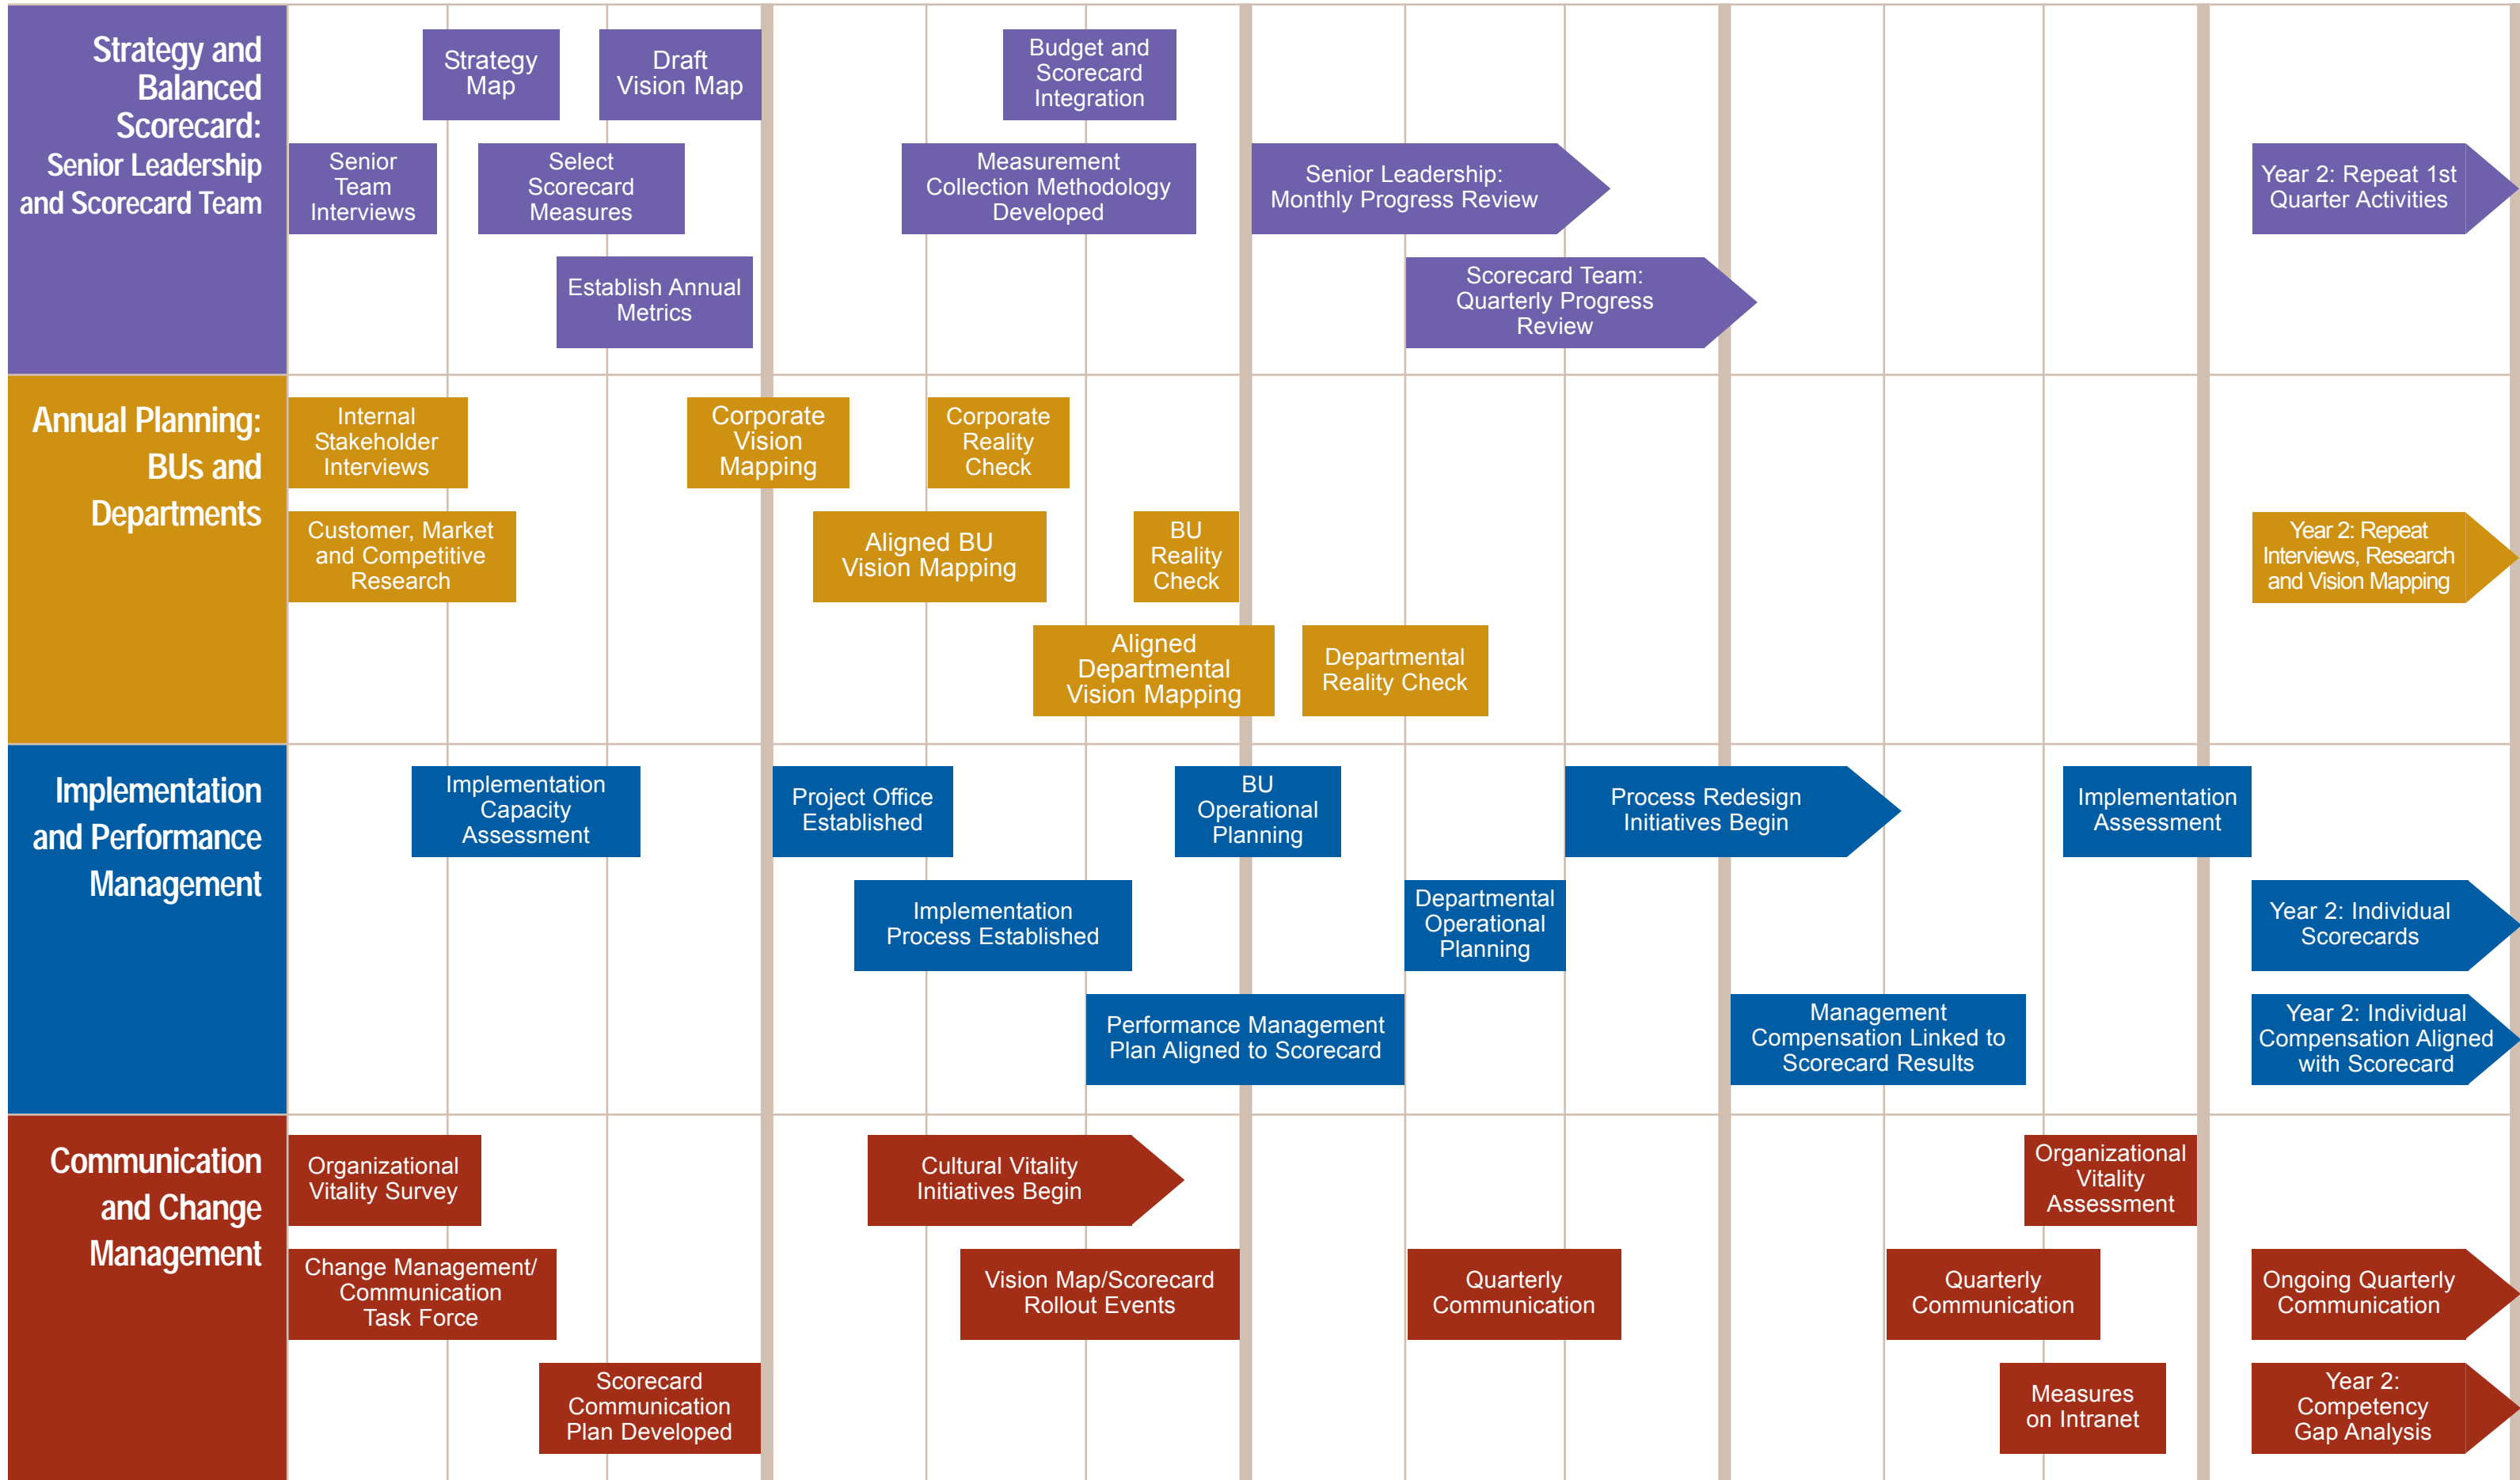 Strategy and
Balanced
Scorecard:
Senior Leadership
and Scorecard Team
Strategy
Map
Draft
Vision Map
Budget and
Scorecard
Integration
Senior
Team
Interviews
Select
Scorecard
Measures
Measurement
Collection Methodology
Developed
Senior Leadership:
Monthly Progress Review
Year 2: Repeat 1st
Quarter Activities
Establish Annual
Metrics
Scorecard Team:
Quarterly Progress
Review
Annual Planning:
BUs and
Departments
Internal
Stakeholder
Interviews
Corporate
Vision
Mapping
Corporate
Reality
Check
Customer, Market
and Competitive
Research
Aligned BU
Vision Mapping
BU
Reality
Check
Year 2: Repeat
Interviews, Research
and Vision Mapping
Aligned
Departmental
Vision Mapping
Departmental
Reality Check
Implementation
and Performance
Management
Implementation
Capacity
Assessment
Project Office
Established
BU
Operational
Planning
Process Redesign
Initiatives Begin
Implementation
Assessment
Implementation
Process Established
Departmental
Operational
Planning
Year 2: Individual
Scorecards
Performance Management
Plan Aligned to Scorecard
Management
Compensation Linked to
Scorecard Results
Year 2: Individual
Compensation Aligned
with Scorecard
Communication
and Change
Management
Organizational
Vitality Survey
Cultural Vitality
Initiatives Begin
Organizational
Vitality
Assessment
Change Management/
Communication
Task Force
Vision Map/Scorecard
Rollout Events
Quarterly
Communication
Quarterly
Communication
Ongoing Quarterly
Communication
Scorecard
Communication
Plan Developed
Measures
on Intranet
Year 2:
Competency
Gap Analysis